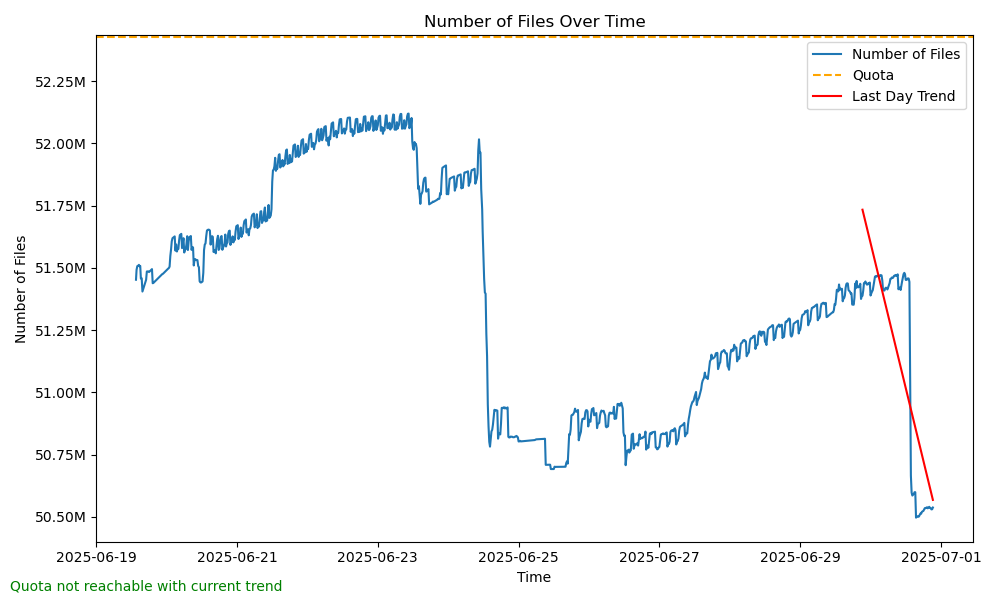 Number of Files Over Time
Number of Files
Quota
Last Day Trend
52.25M
52.00M
51.75M
51.50M
51.25M
51.00M
50.75M
50.50M
Number of Files
2025-06-19
2025-06-21
2025-06-23
2025-06-25
2025-06-27
2025-06-29
2025-07-01
Time
Quota not reachable with current trend